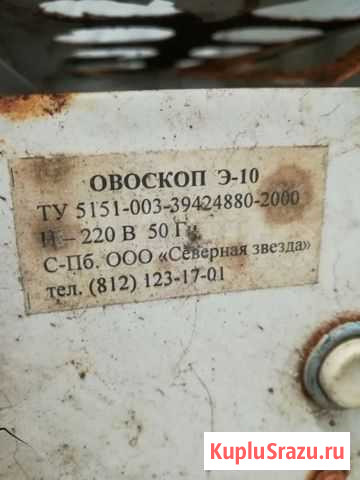 ОВОСКОП Э-10
ТУ 5151-003-39424880-2000
Н – 220 В 50 Гц
С-Пб. ООО «Северная звезда»
тел. (812) 123-17-01
KupluSrazu.ru